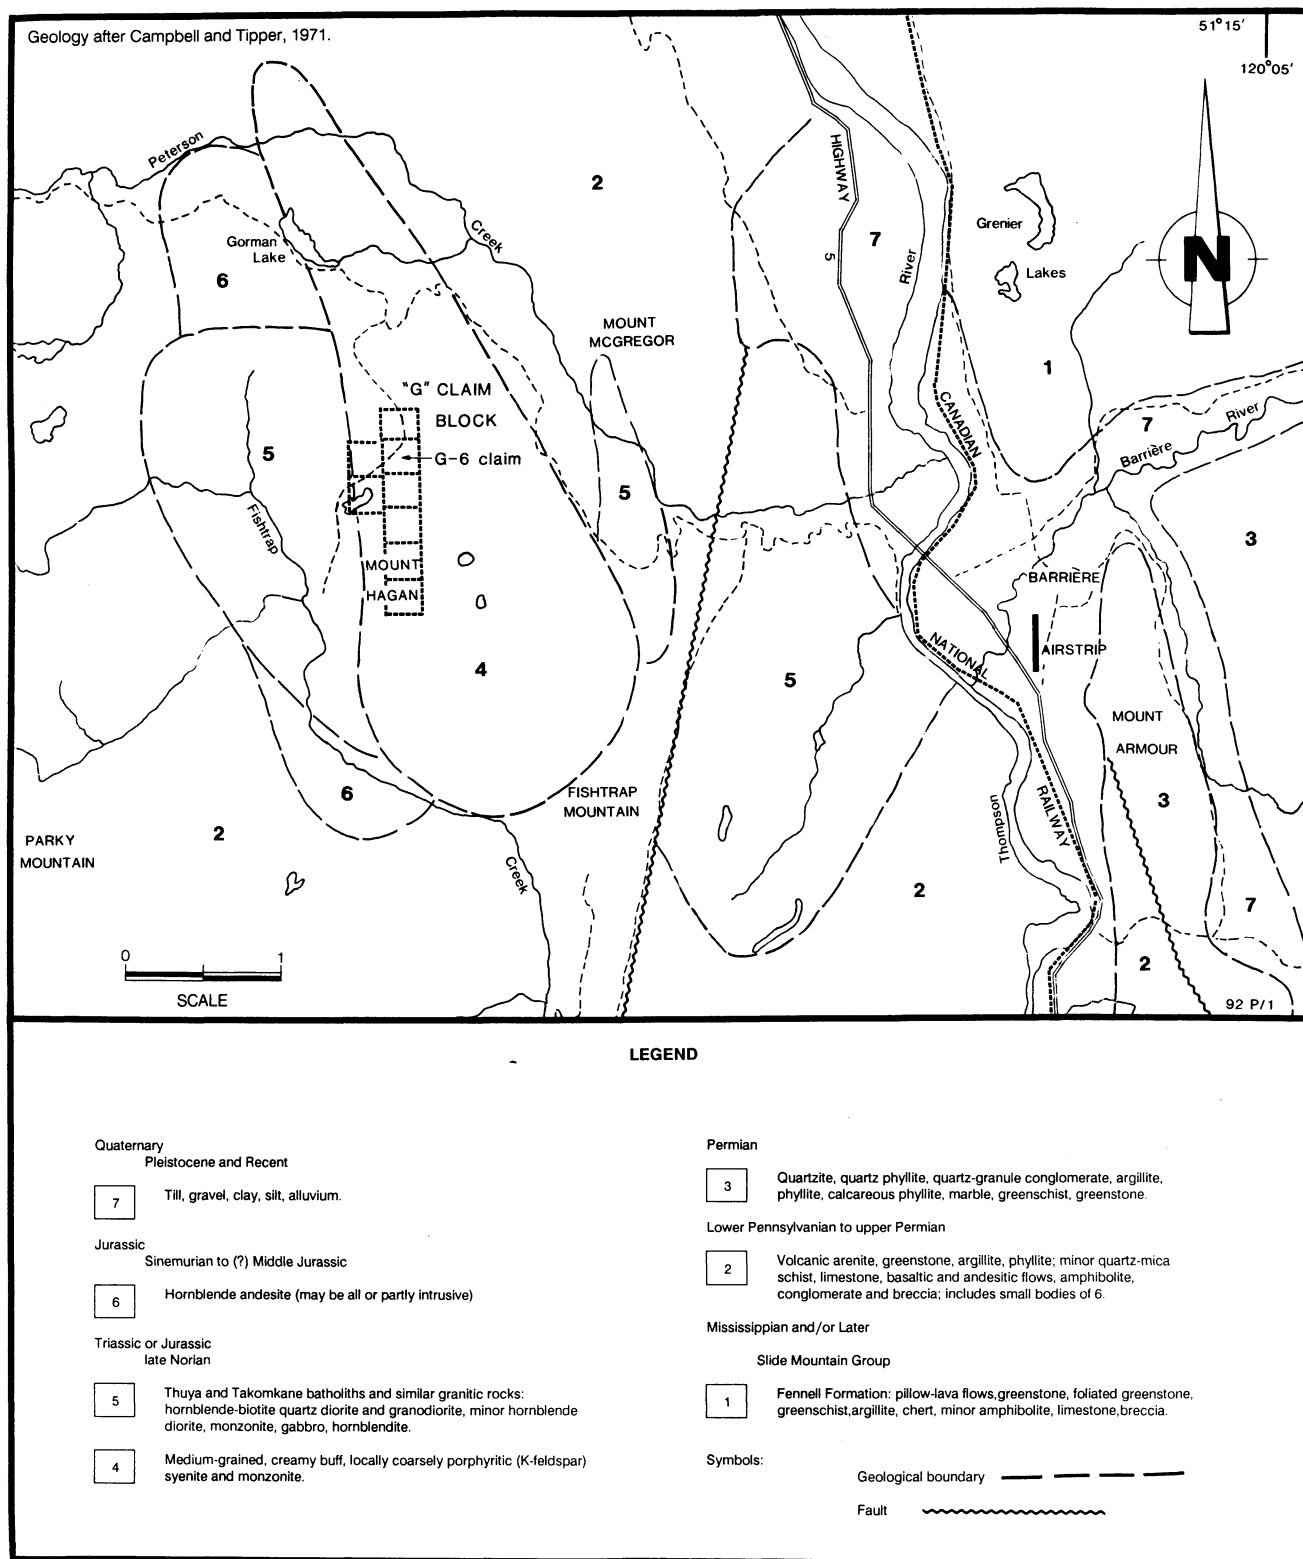 Geology after Campbell and Tipper, 1971.
51°15′
120°05′
Peterson
Creek
HIGHWAY
5
2
7
River
Grenier
Lakes
N
Gorman
Lake
6
MOUNT
MCGREGOR
1
"G" CLAIM
BLOCK
G-6 claim
CANADIAN
7
River
Barrière
5
5
3
Fishtrap
MOUNT
HAGAN
BARRIÈRE
AIRSTRIP
NATIONAL
4
5
MOUNT
ARMOUR
6
FISHTRAP
MOUNTAIN
RAILWAY
Thompson
3
PARKY
MOUNTAIN
2
Creek
2
7
2
0 1
SCALE
92 P/1
LEGEND
Quaternary
Pleistocene and Recent
7 Till, gravel, clay, silt, alluvium.
Jurassic
Sinemurian to (?) Middle Jurassic
6 Hornblende andesite (may be all or partly intrusive)
Triassic or Jurassic
late Norian
5 Thuya and Takomkane batholiths and similar granitic rocks:
hornblende-biotite quartz diorite and granodiorite, minor hornblende
diorite, monzonite, gabbro, hornblendite.
4 Medium-grained, creamy buff, locally coarsely porphyritic (K-feldspar)
syenite and monzonite.
Permian
3 Quartzite, quartz phyllite, quartz-granule conglomerate, argillite,
phyllite, calcareous phyllite, marble, greenschist, greenstone.
Lower Pennsylvanian to upper Permian
2 Volcanic arenite, greenstone, argillite, phyllite; minor quartz-mica
schist, limestone, basaltic and andesitic flows, amphibolite,
conglomerate and breccia; includes small bodies of 6.
Mississippian and/or Later
Slide Mountain Group
1 Fennell Formation: pillow-lava flows,greenstone, foliated greenstone,
greenschist,argillite, chert, minor amphibolite, limestone,breccia.
Symbols:
Geological boundary
Fault